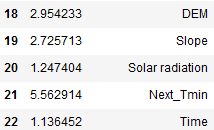 18 2.954233 DEM
19 2.725713 Slope
20 1.247404 Solar radiation
21 5.562914 Next_Tmin
22 1.136452 Time